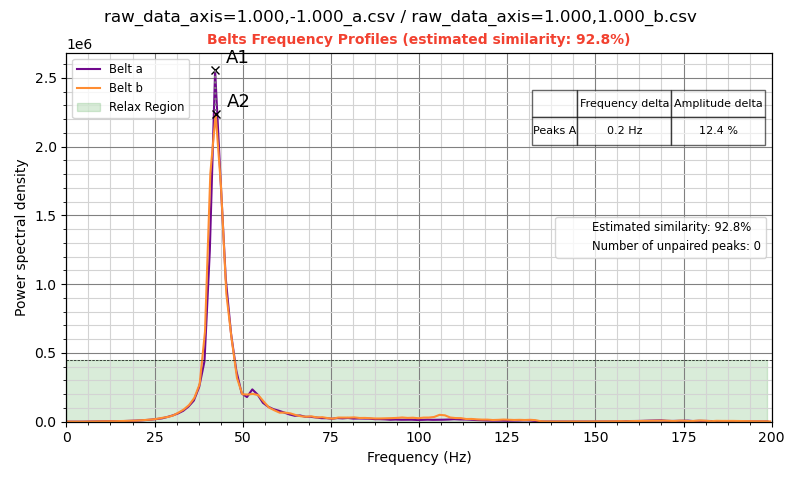 raw_data_axis=1.000,-1.000_a.csv / raw_data_axis=1.000,1.000_b.csv
Belts Frequency Profiles (estimated similarity: 92.8%)
1e6
A1
A2
Belt a
Belt b
Relax Region
Frequency delta Amplitude delta
Peaks A 0.2 Hz 12.4 %
Estimated similarity: 92.8%
Number of unpaired peaks: 0
Power spectral density
2.5
2.0
1.5
1.0
0.5
0.0
0 25 50 75 100 125 150 175 200
Frequency (Hz)